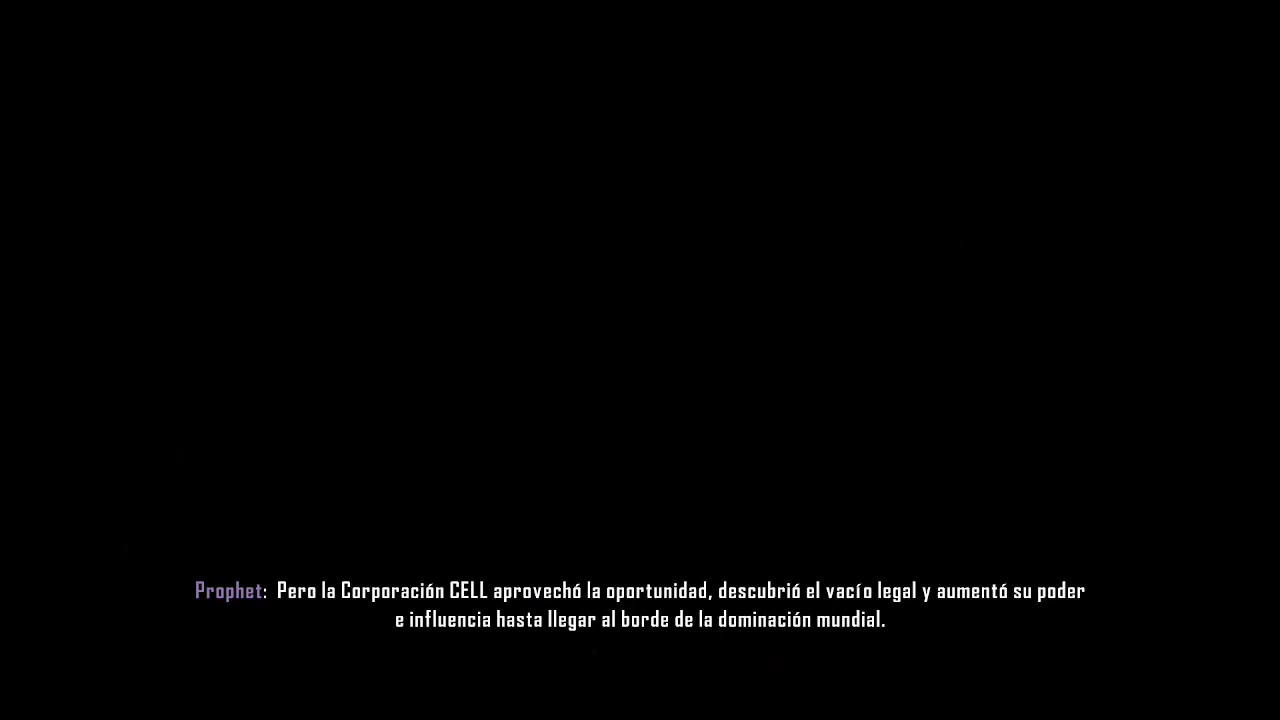 Prophet: Pero la Corporación CELL aprovechó la oportunidad, descubrió el vacío legal y aumentó su poder
e influencia hasta llegar al borde de la dominación mundial.